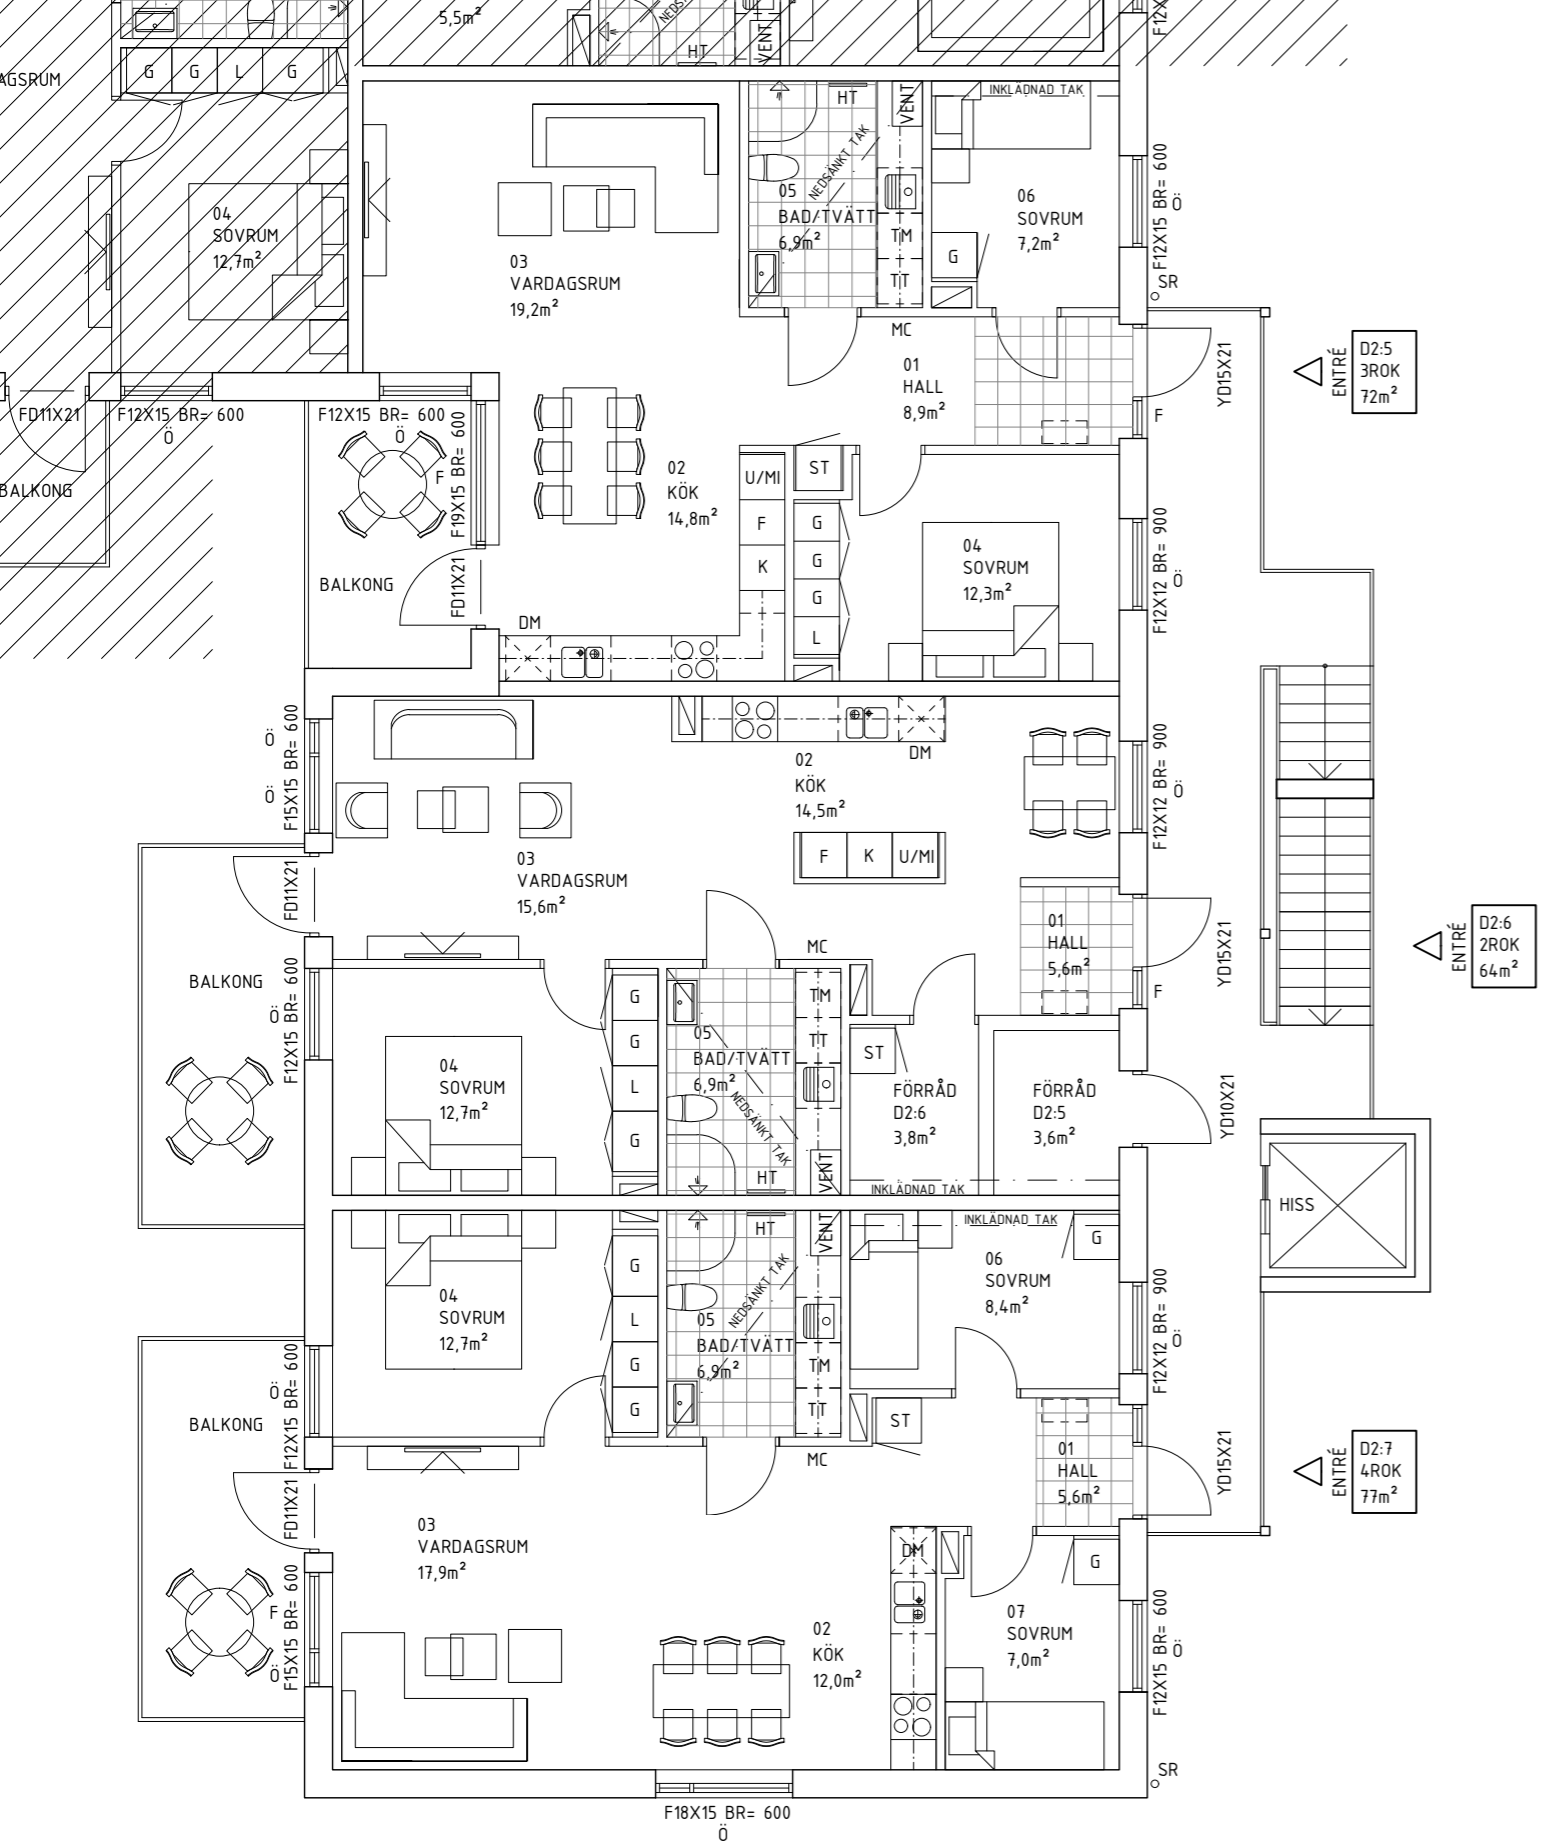 5,5m²
HT
VENT
F12X
AGSRUM
G
G
L
G
04
SOVRUM
12,7m²
FD11X21
F12X15 BR= 600
Ö
BALKONG
03
VARDAGSRUM
19,2m²
HT
VENT
NEDSÄNKT TAK
05
BAD/TVÄTT
6,9m²
TM
TT
INKLÄDNAD TAK
06
SOVRUM
7,2m²
G
F12X15 BR= 600
Ö
SR
MC
01
HALL
8,9m²
YD15X21
F
ENTRÉ
D2:5
3ROK
72m²
F12X15 BR= 600
Ö
F
F19X15 BR= 600
BALKONG
FD11X21
02
KÖK
14,8m²
U/MI
F
K
DM
ST
G
G
G
L
04
SOVRUM
12,3m²
F12X12 BR= 900
Ö
Ö
Ö
F15X15 BR= 600
02
KÖK
14,5m²
DM
F12X12 BR= 900
Ö
F
K
U/MI
03
VARDAGSRUM
15,6m²
FD11X21
BALKONG
Ö
F12X15 BR= 600
01
HALL
5,6m²
YD15X21
F
ENTRÉ
D2:6
2ROK
64m²
MC
G
G
L
G
04
SOVRUM
12,7m²
05
BAD/TVÄTT
6,9m²
NEDSÄNKT TAK
HT
TM
TT
VENT
ST
FÖRRÅD
D2:6
3,8m²
FÖRRÅD
D2:5
3,6m²
YD10X21
INKLÄDNAD TAK
HISS
04
SOVRUM
12,7m²
G
L
G
G
HT
VENT
NEDSÄNKT TAK
05
BAD/TVÄTT
6,9m²
TM
TT
MC
INKLÄDNAD TAK
G
06
SOVRUM
8,4m²
F12X12 BR= 900
Ö
ST
01
HALL
5,6m²
YD15X21
ENTRÉ
D2:7
4ROK
77m²
Ö
F12X15 BR= 600
BALKONG
FD11X21
F
Ö
F15X15 BR= 600
03
VARDAGSRUM
17,9m²
DM
02
KÖK
12,0m²
G
07
SOVRUM
7,0m²
F12X15 BR= 600
Ö
SR
F18X15 BR= 600
Ö